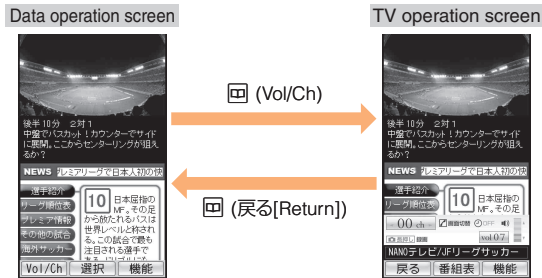 Data operation screen
TV operation screen
後半10分 2対1
中盤でパスカット！カウンターでサイド
に展開。ここからセンターリングが狙え
るか？
NEWS プレミアリーグで日本人初の快
選手紹介
リーグ順位表
プレミア情報
その他の試合
海外サッカー
10
日本屈指の
MF。その足
から放たれるパスは
世界レベルと称され
る。この試合で最も
注目される選手で
Vol/Ch 選択 機能
(Vol/Ch)
(戻る[Return])
後半10分 2対1
中盤でパスカット！カウンターでサイド
に展開。ここからセンターリングが狙え
るか？
NEWS プレミアリーグで日本人初の快
選手紹介
リーグ順位表
10
日本屈指の
MF。その足
00 ch
画面切替
OFF
長押し 録画
vol 07
NANOテレビ/JFリーグサッカー
戻る 番組表 機能